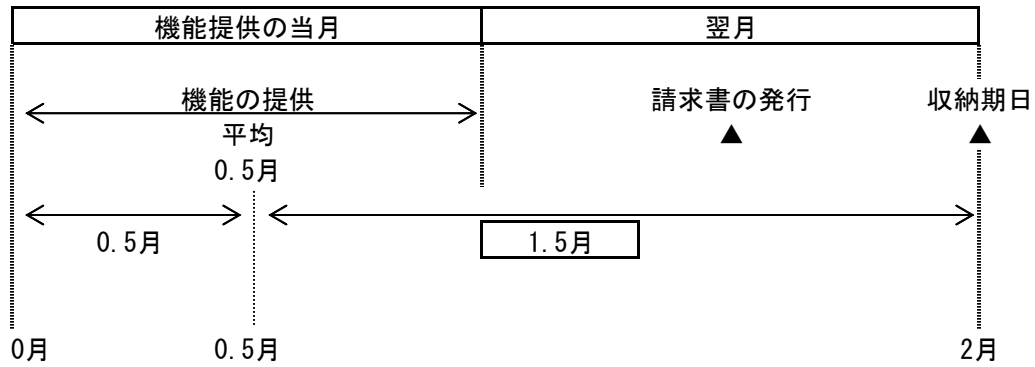 機能提供の当月 翌月
機能の提供 請求書の発行 収納期日
平均 ▲ ▲
0.5月
0.5月 1.5月
0月 0.5月 2月